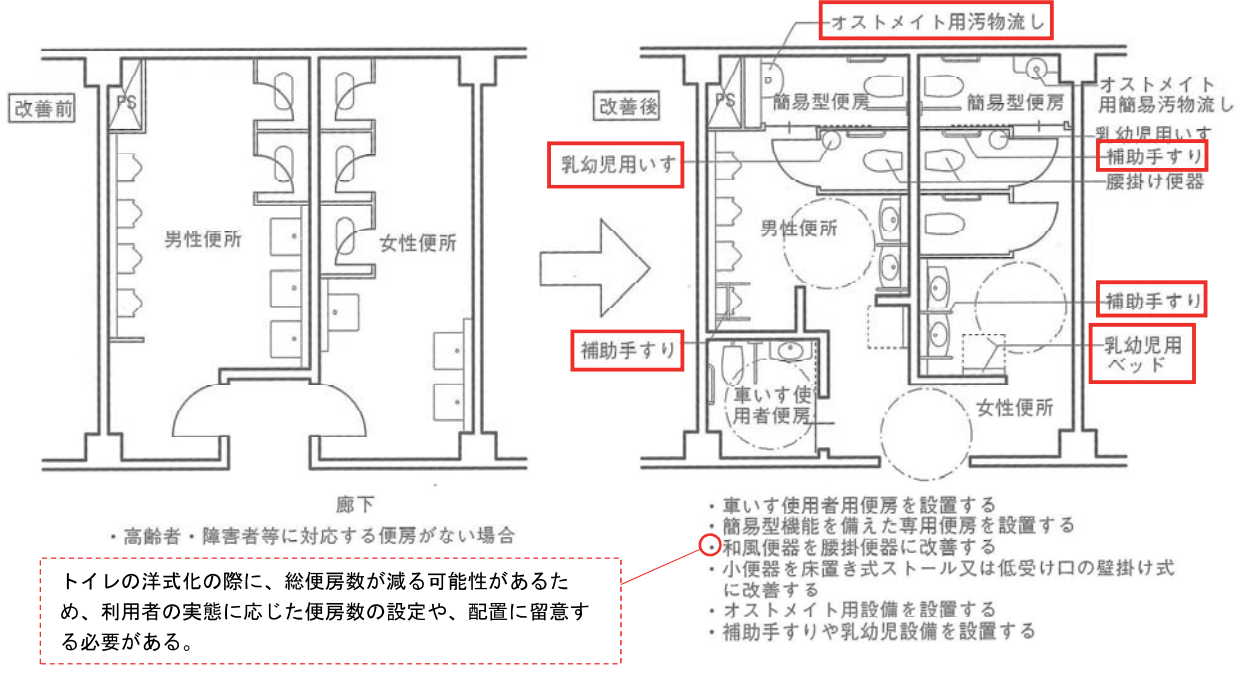 改善前
PS
男性便所
女性便所
廊下
・高齢者・障害者等に対応する便房がない場合
トイレの洋式化の際に、総便房数が減る可能性があるた
め、利用者の実態に応じた便房数の設定や、配置に留意す
る必要がある。
改善後
オストメイト用汚物流し
PS
簡易型便房
簡易型便房
オストメイト
用簡易汚物流し
乳幼児用いす
乳幼児用いす
補助手すり
腰掛け便器
男性便所
補助手すり
補助手すり
乳幼児用
ベッド
車いす使
用者便房
女性便所
・車いす使用者用便房を設置する
・簡易型機能を備えた専用便房を設置する
・和風便器を腰掛便器に改善する
・小便器を床置き式ストール又は低受け口の壁掛け式
に改善する
・オストメイト用設備を設置する
・補助手すりや乳幼児設備を設置する